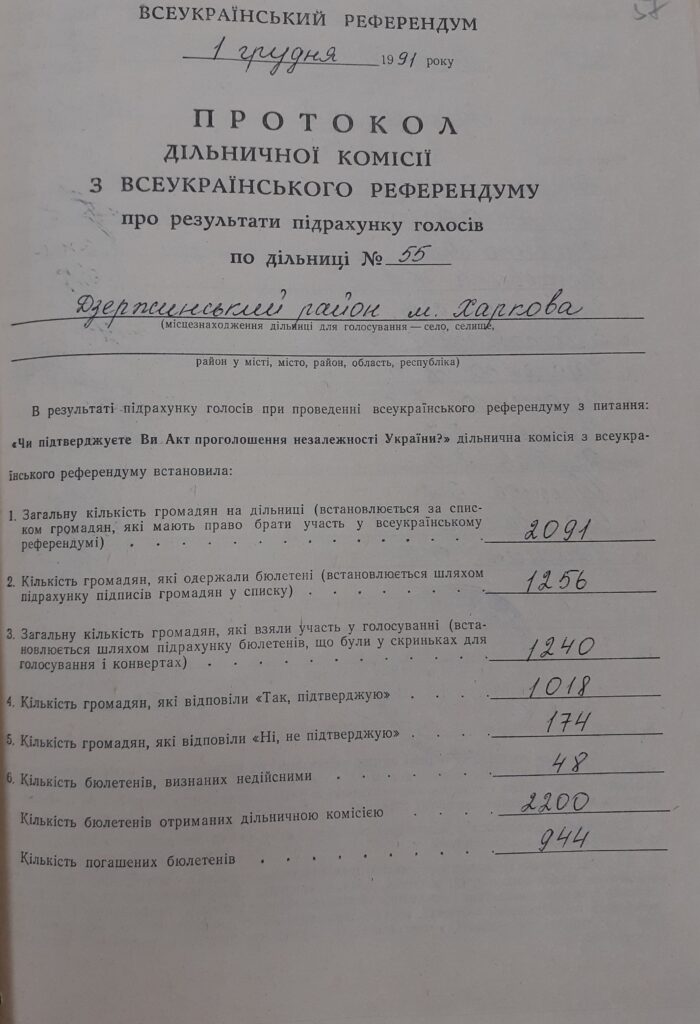 58
ВСЕУКРАЇНСЬКИЙ РЕФЕРЕНДУМ
1 грудня 1991 року
ПРОТОКОЛ
ДІЛЬНИЧНОЇ КОМІСІЇ
З ВСЕУКРАЇНСЬКОГО РЕФЕРЕНДУМУ
про результати підрахунку голосів
по дільниці № 55
Дзержинський район м. Харкова
(місцезнаходження дільниці для голосування — село, селище,
район у місті, місто, район, область, республіка)
В результаті підрахунку голосів при проведенні всеукраїнського референдуму з питання:
«Чи підтверджуєте Ви Акт проголошення незалежності України?» дільнична комісія з всеукра-
їнського референдуму встановила:
1. Загальну кількість громадян на дільниці (встановлюється за спис-
ком громадян, які мають право брати участь у всеукраїнському
референдумі) . . . . . . . . . . . . . 2091
2. Кількість громадян, які одержали бюлетені (встановлюється шляхом
підрахунку підписів громадян у списку) . . . . . . . 1256
3. Загальну кількість громадян, які взяли участь у голосуванні (вста-
новлюється шляхом підрахунку бюлетенів, що були у скриньках для
голосування і конвертах) . . . . . . . . . . . 1240
4. Кількість громадян, які відповіли «Так, підтверджую» . . . . 1018
5. Кількість громадян, які відповіли «Ні, не підтверджую» . . . . 174
6. Кількість бюлетенів, визнаних недійсними . . . . . . 48
Кількість бюлетенів отриманих дільничною комісією . . . . 2200
Кількість погашених бюлетенів . . . . . . . . . 944